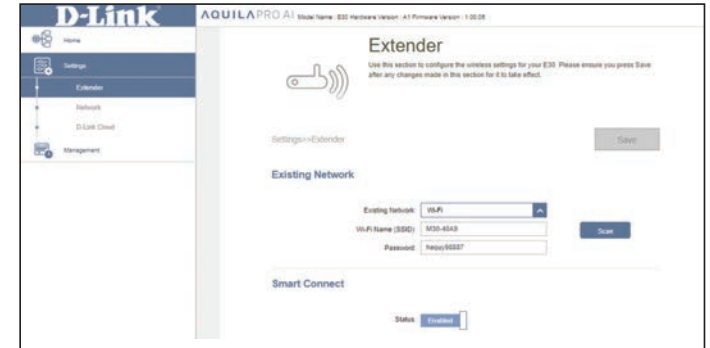 D-Link
AQUILA PRO AI Model Name : E30 Hardware Version : A1 Firmware Version : 1.00.05
Home
Settings
Extender
Network
D-Link Cloud
Management
Extender
Use this section to configure the wireless settings for your E30. Please ensure you press Save
after any changes made in this section for it to take effect.
Settings>>Extender
Save
Existing Network
Existing Network: Wi-Fi
Wi-Fi Name (SSID): M30-40A9
Scan
Password:
Smart Connect
Status: Enabled